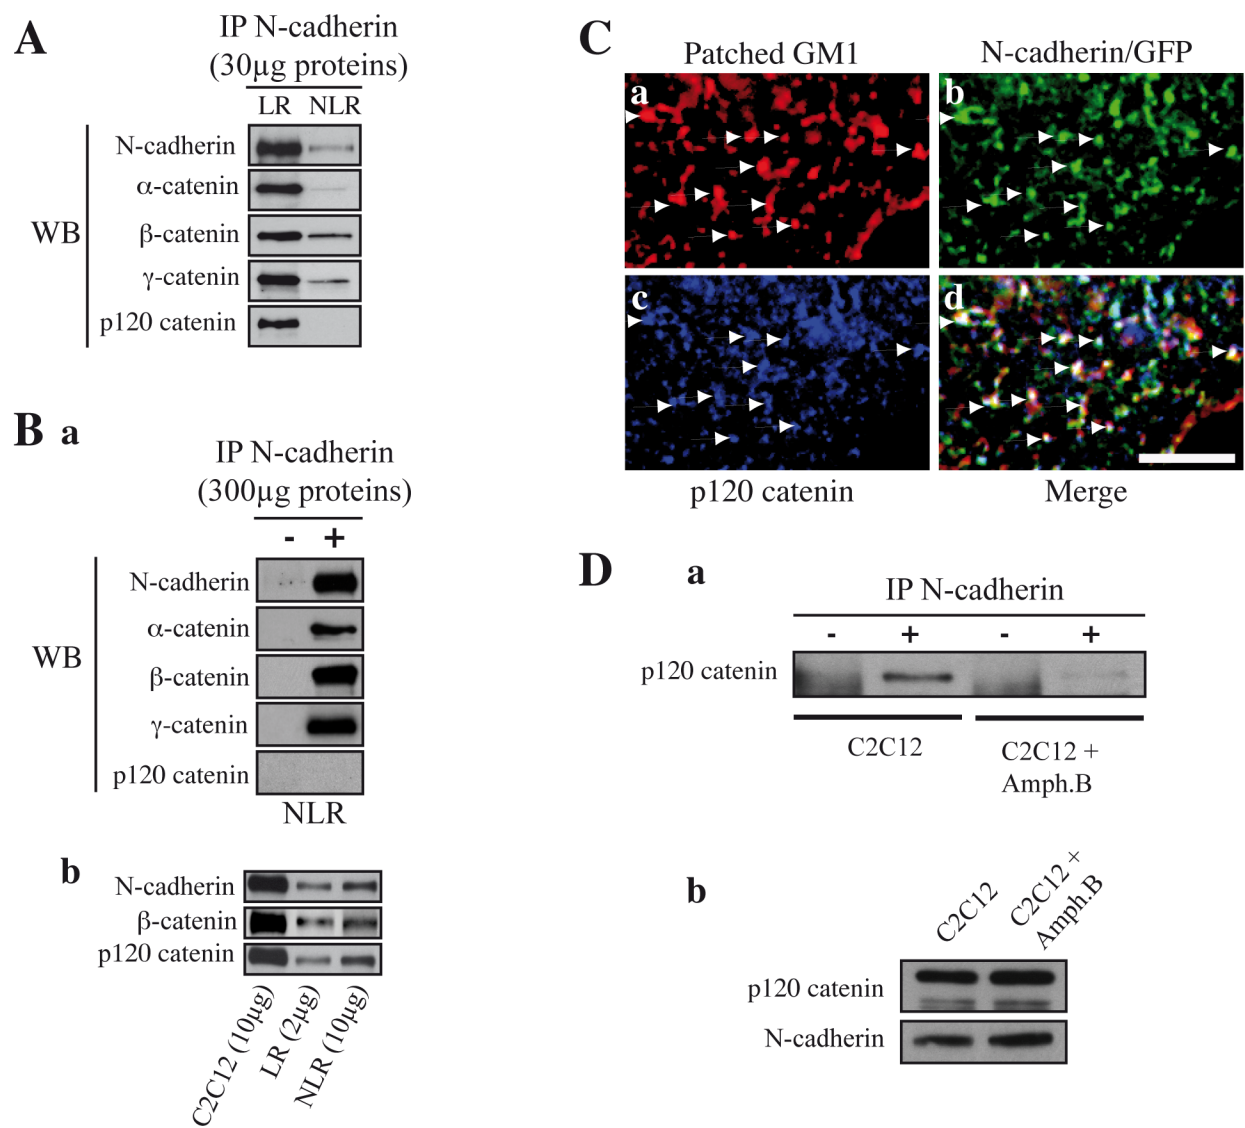 A
IP N-cadherin
(30µg proteins)
LR NLR
WB
N-cadherin
α-catenin
β-catenin
γ-catenin
p120 catenin
B a
IP N-cadherin
(300µg proteins)
- +
WB
N-cadherin
α-catenin
β-catenin
γ-catenin
p120 catenin
NLR
b
N-cadherin
β-catenin
p120 catenin
C2C12 (10µg)
LR (2µg)
NLR (10µg)
C
Patched GM1
N-cadherin/GFP
a
b
c
d
p120 catenin
Merge
D a
IP N-cadherin
- + - +
p120 catenin
C2C12
C2C12 +
Amph.B
b
C2C12
C2C12 +
Amph.B
p120 catenin
N-cadherin